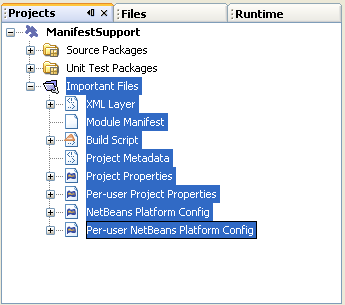 Projects Files Runtime
ManifestSupport
Source Packages
Unit Test Packages
Important Files
XML Layer
Module Manifest
Build Script
Project Metadata
Project Properties
Per-user Project Properties
NetBeans Platform Config
Per-user NetBeans Platform Config